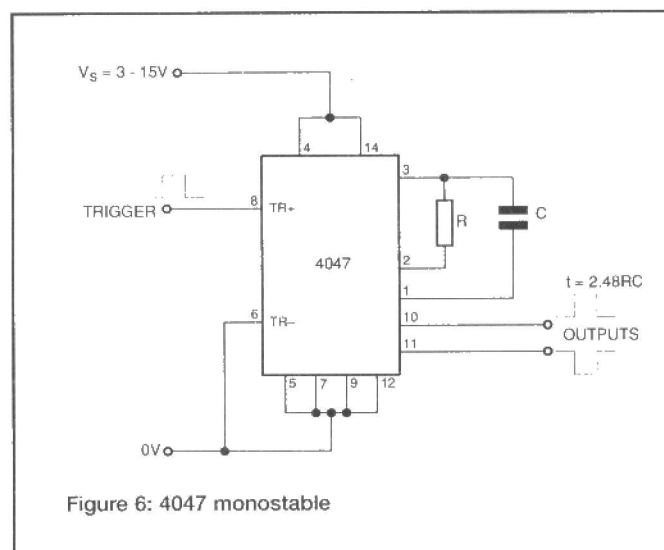 V_S = 3 - 15V
4
14
3
8
TR+
TRIGGER
R
C
4047
2
t = 2.48RC
1
6
TR–
10
OUTPUTS
11
5 7 9 12
0V
Figure 6: 4047 monostable